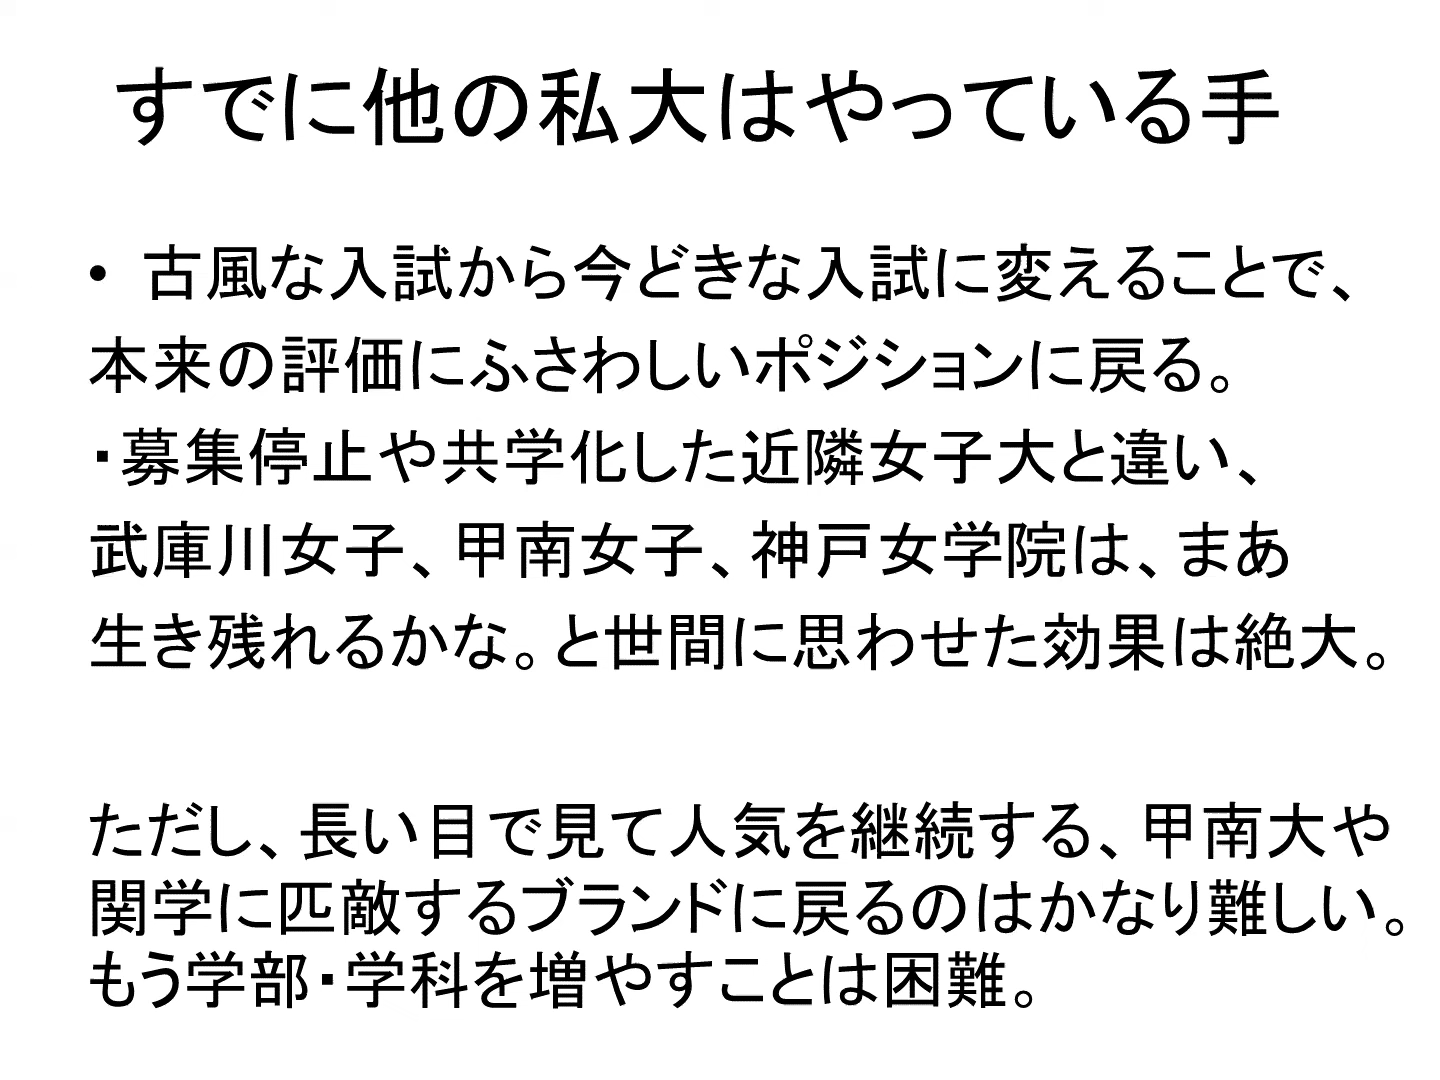 すでに他の私大はやっている手
• 古風な入試から今どきな入試に変えることで、
本来の評価にふさわしいポジションに戻る。
・募集停止や共学化した近隣女子大と違い、
武庫川女子、甲南女子、神戸女学院は、まあ
生き残れるかな。と世間に思わせた効果は絶大。
ただし、長い目で見て人気を継続する、甲南大や
関学に匹敵するブランドに戻るのはかなり難しい。
もう学部・学科を増やすことは困難。